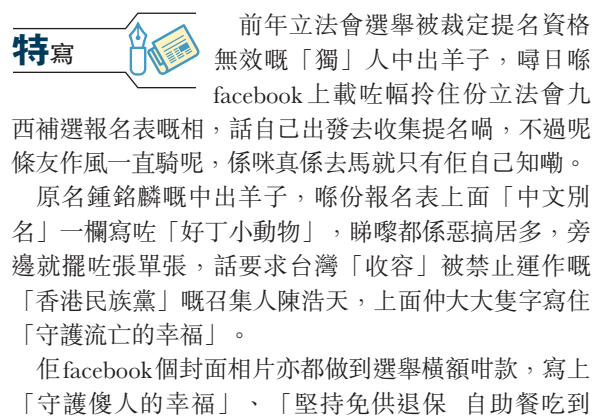 特寫
前年立法會選舉被裁定提名資格
無效嘅「獨」人中出羊子，噚日喺
facebook上載咗幅拎住份立法會九
西補選報名表嘅相，話自己出發去收集提名喎，不過呢
條友作風一直騎呢，係咪真係去馬就只有佢自己知嘞。
原名鍾銘麟嘅中出羊子，喺份報名表上面「中文別
名」一欄寫咗「好丁小動物」，睇嚟都係惡搞居多，旁
邊就擺咗張單張，話要求台灣「收容」被禁止運作嘅
「香港民族黨」嘅召集人陳浩天，上面仲大大隻字寫住
「守護流亡的幸福」。
佢facebook個封面相片亦都做到選舉橫額咁款，寫上
「守護傻人的幸福」、「堅持免供退保 自助餐吃到